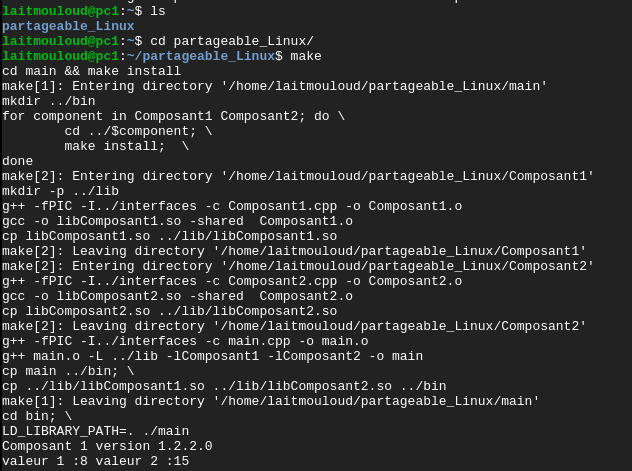 laitmouloud@pc1:~$ ls
partageable_Linux
laitmouloud@pc1:~$ cd partageable_Linux/
laitmouloud@pc1:~/partageable_Linux$ make
cd main && make install
make[1]: Entering directory '/home/laitmouloud/partageable_Linux/main'
mkdir ../bin
for component in Composant1 Composant2; do \
        cd ../$component; \
        make install;  \
done
make[2]: Entering directory '/home/laitmouloud/partageable_Linux/Composant1'
mkdir -p ../lib
g++ -fPIC -I../interfaces -c Composant1.cpp -o Composant1.o
gcc -o libComposant1.so -shared  Composant1.o
cp libComposant1.so ../lib/libComposant1.so
make[2]: Leaving directory '/home/laitmouloud/partageable_Linux/Composant1'
make[2]: Entering directory '/home/laitmouloud/partageable_Linux/Composant2'
g++ -fPIC -I../interfaces -c Composant2.cpp -o Composant2.o
gcc -o libComposant2.so -shared  Composant2.o
cp libComposant2.so ../lib/libComposant2.so
make[2]: Leaving directory '/home/laitmouloud/partageable_Linux/Composant2'
g++ -fPIC -I../interfaces -c main.cpp -o main.o
g++ main.o -L ../lib -lComposant1 -lComposant2 -o main
cp main ../bin; \
cp ../lib/libComposant1.so ../lib/libComposant2.so ../bin
make[1]: Leaving directory '/home/laitmouloud/partageable_Linux/main'
cd bin; \
LD_LIBRARY_PATH=. ./main
Composant 1 version 1.2.2.0
valeur 1 :8 valeur 2 :15